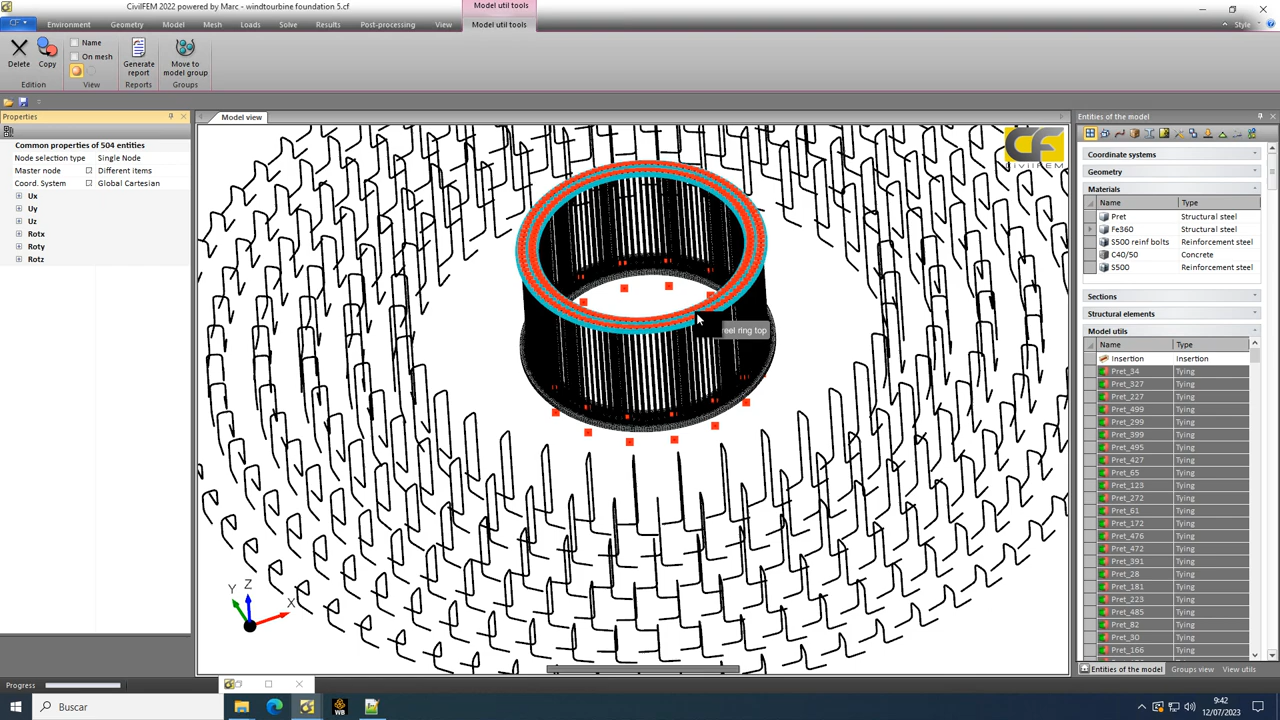 CivilFEM 2022 powered by Marc - windtourbine foundation 5.cf
Model util tools
CF
Environment
Geometry
Model
Mesh
Loads
Solve
Results
Post-processing
View
Model util tools
Style
Delete
Copy
Edition
Name
On mesh
View
Generate
report
Reports
Move to
model group
Groups
Properties
Common properties of 504 entities
Node selection type Single Node
Master node Different items
Coord. System Global Cartesian
Ux
Uy
Uz
Rotx
Roty
Rotz
Model view
CF
CIVILFEM
reel ring top
Y
Z
X
Entities of the model
Coordinate systems
Geometry
Materials
Name Type
Pret Structural steel
Fe360 Structural steel
S500 reinf bolts Reinforcement steel
C40/50 Concrete
S500 Reinforcement steel
Sections
Structural elements
Model utils
Name Type
Insertion Insertion
Pret_34 Tying
Pret_327 Tying
Pret_227 Tying
Pret_499 Tying
Pret_299 Tying
Pret_399 Tying
Pret_495 Tying
Pret_427 Tying
Pret_65 Tying
Pret_123 Tying
Pret_272 Tying
Pret_61 Tying
Pret_172 Tying
Pret_476 Tying
Pret_472 Tying
Pret_391 Tying
Pret_28 Tying
Pret_181 Tying
Pret_223 Tying
Pret_485 Tying
Pret_82 Tying
Pret_30 Tying
Pret_166 Tying
Entities of the model
Groups view
View utils
Progress
Buscar
WB
9:42
12/07/2023